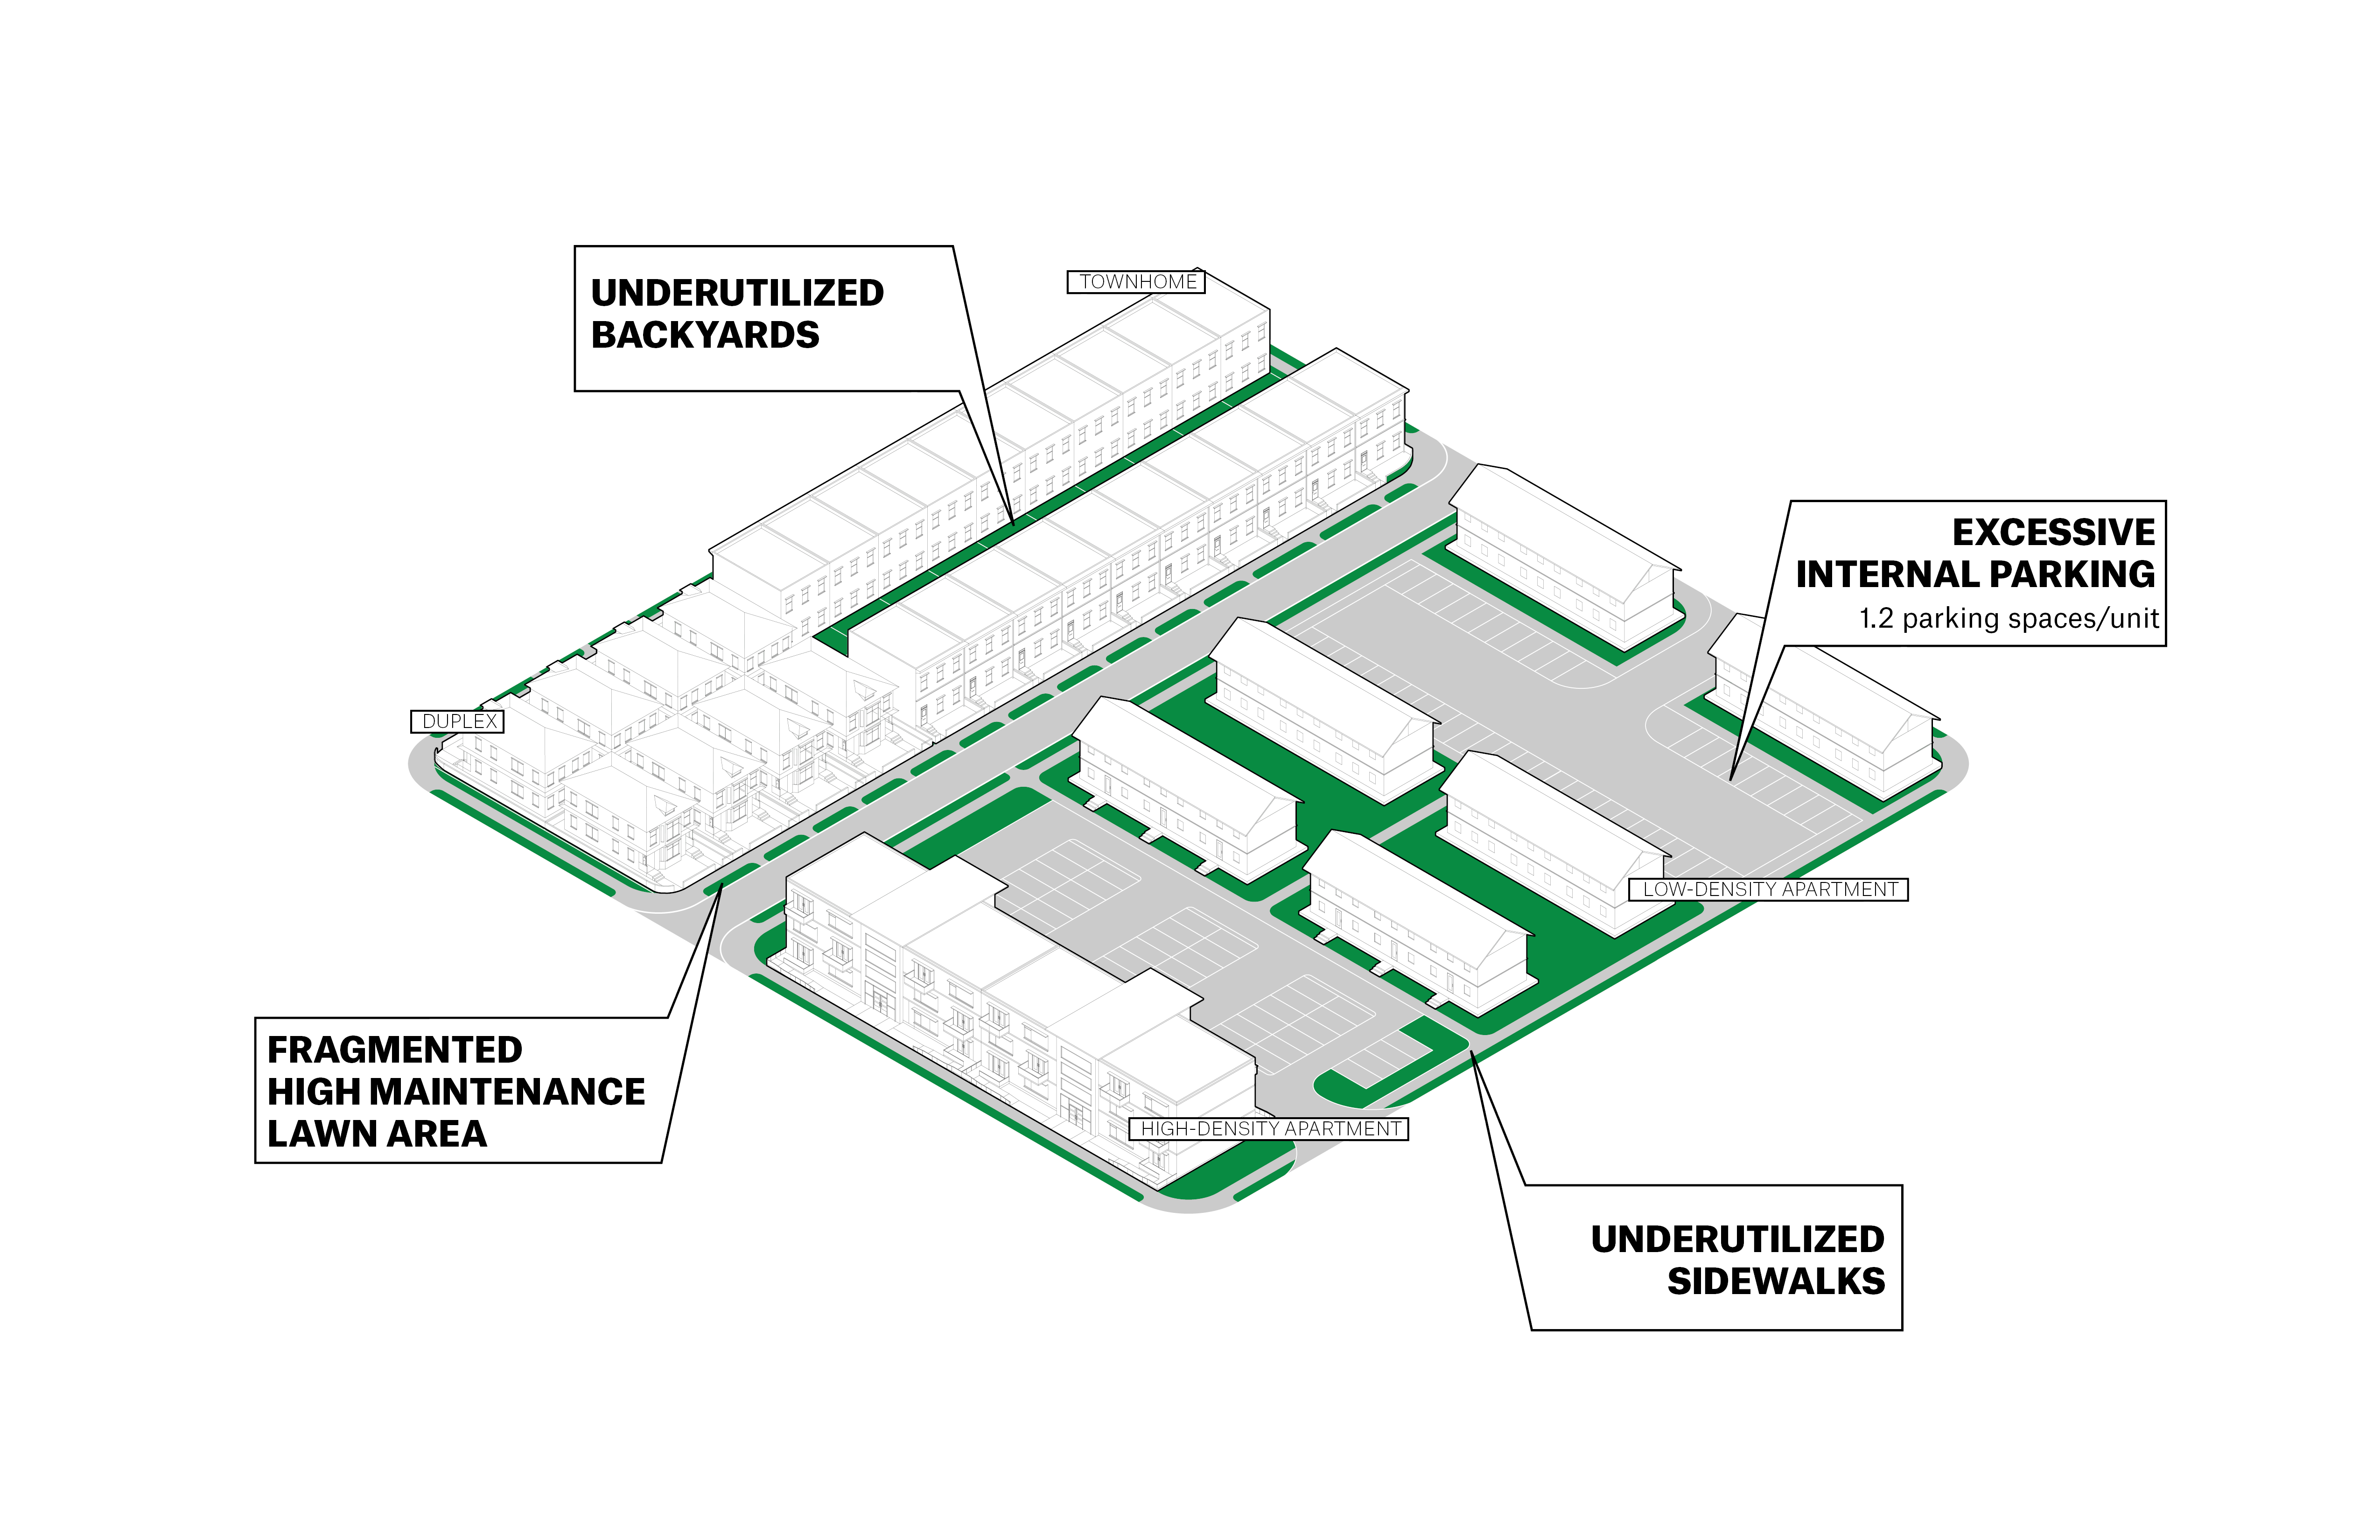 UNDERUTILIZED
BACKYARDS
TOWNHOME
EXCESSIVE
INTERNAL PARKING
1.2 parking spaces/unit
DUPLEX
LOW-DENSITY APARTMENT
FRAGMENTED
HIGH MAINTENANCE
LAWN AREA
HIGH-DENSITY APARTMENT
UNDERUTILIZED
SIDEWALKS